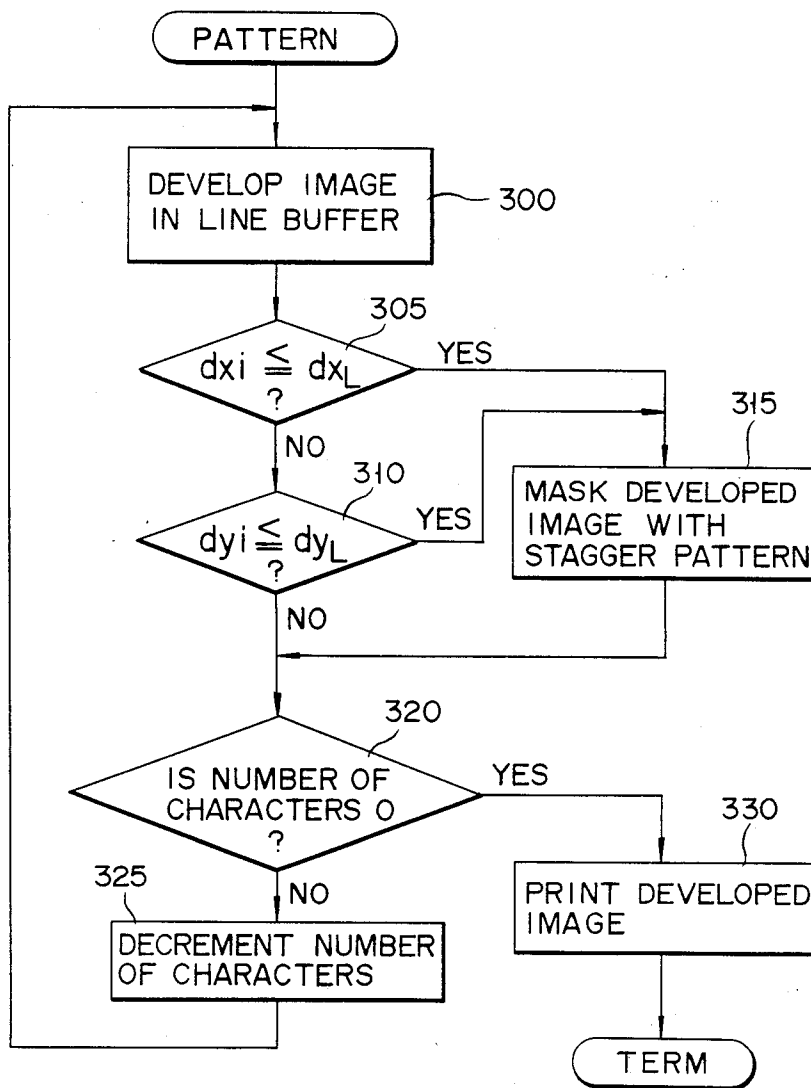 PATTERN
DEVELOP IMAGE
IN LINE BUFFER
300
305
dxi ≦ dxL
?
YES
NO
310
dyi ≦ dyL
?
YES
NO
315
MASK DEVELOPED
IMAGE WITH
STAGGER PATTERN
320
IS NUMBER OF
CHARACTERS O
?
YES
NO
325
DECREMENT NUMBER
OF CHARACTERS
330
PRINT DEVELOPED
IMAGE
TERM